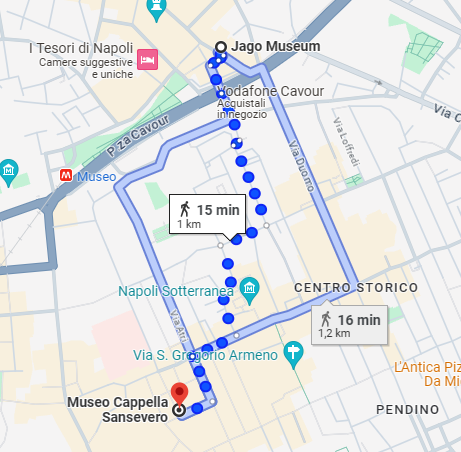 I Tesori di Napoli
Camere suggestive
e uniche
Jago Museum
Vodafone Cavour
Acquistali
in negozio
P.za Cavour
Via C
Museo
Via Loffredi
Via Duomo
15 min
1 km
CENTRO STORICO
Napoli Sotterranea
16 min
1,2 km
Via Atri
Via S. Gregorio Armeno
L'Antica Piz
Da Mi
Museo Cappella
Sansevero
PENDINO